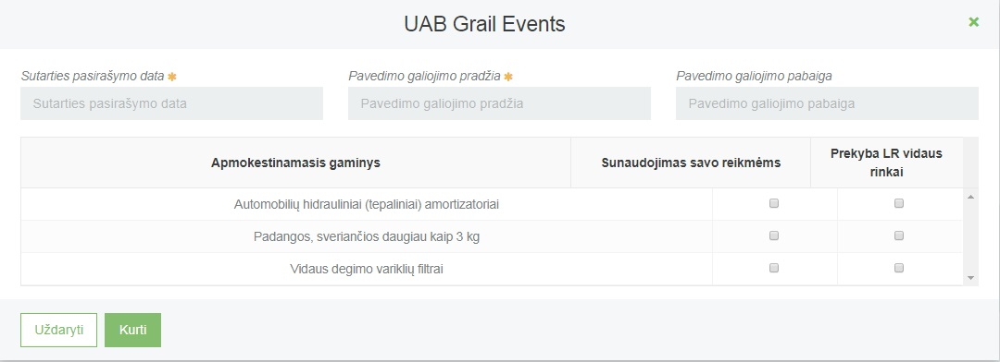 UAB Grail Events
Sutarties pasirašymo data
Pavedimo galiojimo pradžia
Pavedimo galiojimo pabaiga
Sutarties pasirašymo data
Pavedimo galiojimo pradžia
Pavedimo galiojimo pabaiga
Apmokestinamasis gaminys
Sunaudojimas savo reikmėms
Prekyba LR vidaus
rinkai
Automobilių hidrauliniai (tepaliniai) amortizatoriai
Padangos, sveriančios daugiau kaip 3 kg
Vidaus degimo variklių filtrai
Uždaryti
Kurti